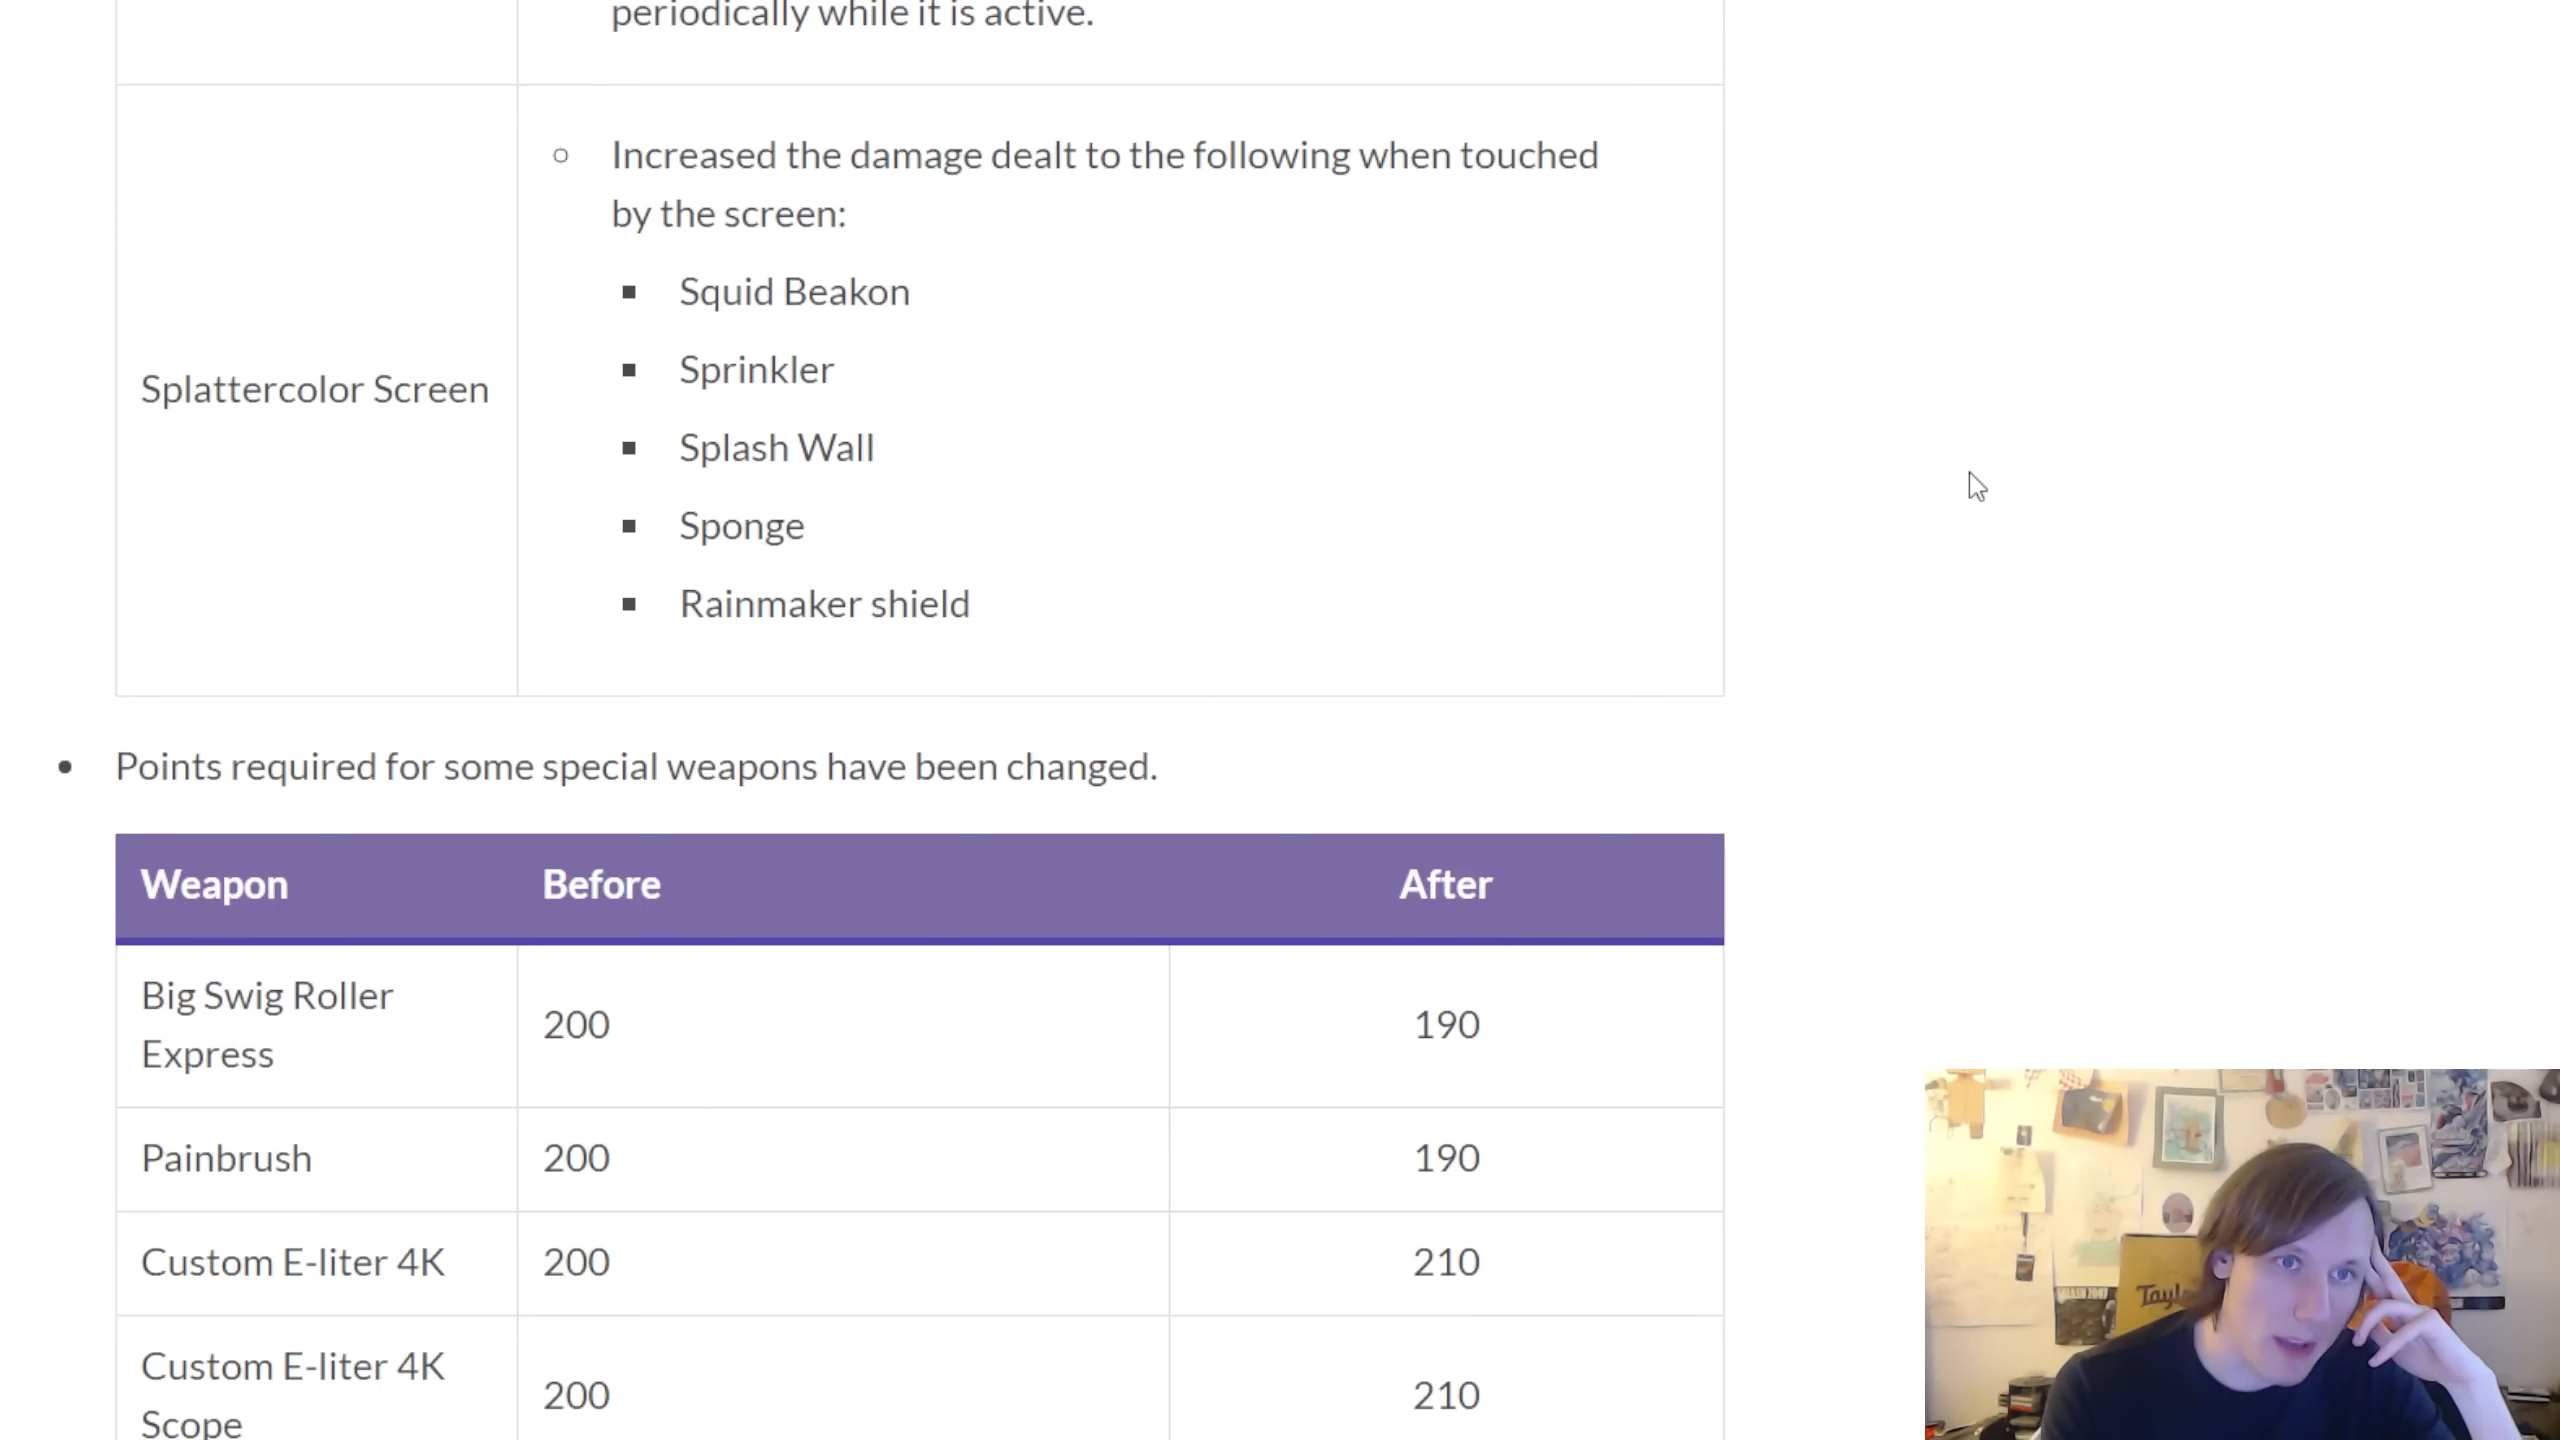 periodically while it is active.
Splattercolor Screen
Increased the damage dealt to the following when touched
by the screen:
Squid Beakon
Sprinkler
Splash Wall
Sponge
Rainmaker shield
Points required for some special weapons have been changed.
Weapon Before After
Big Swig Roller
Express
200 190
Painbrush 200 190
Custom E-liter 4K 200 210
Custom E-liter 4K
Scope
200 210